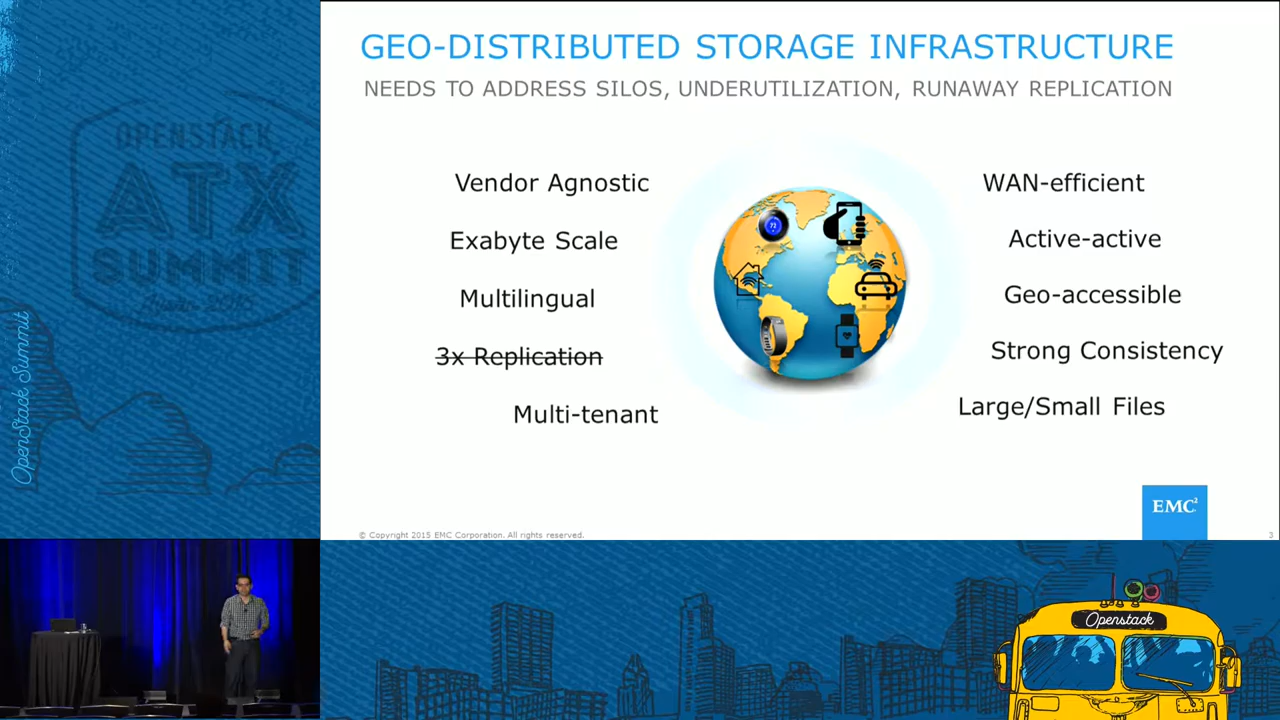 GEO-DISTRIBUTED STORAGE INFRASTRUCTURE
NEEDS TO ADDRESS SILOS, UNDERUTILIZATION, RUNAWAY REPLICATION
Vendor Agnostic
Exabyte Scale
Multilingual
3x Replication
Multi-tenant
72
WAN-efficient
Active-active
Geo-accessible
Strong Consistency
Large/Small Files
EMC²
© Copyright 2015 EMC Corporation. All rights reserved.
3
OPENSTACK
ATX
SUMMIT
OpenStack Summit
Openstack